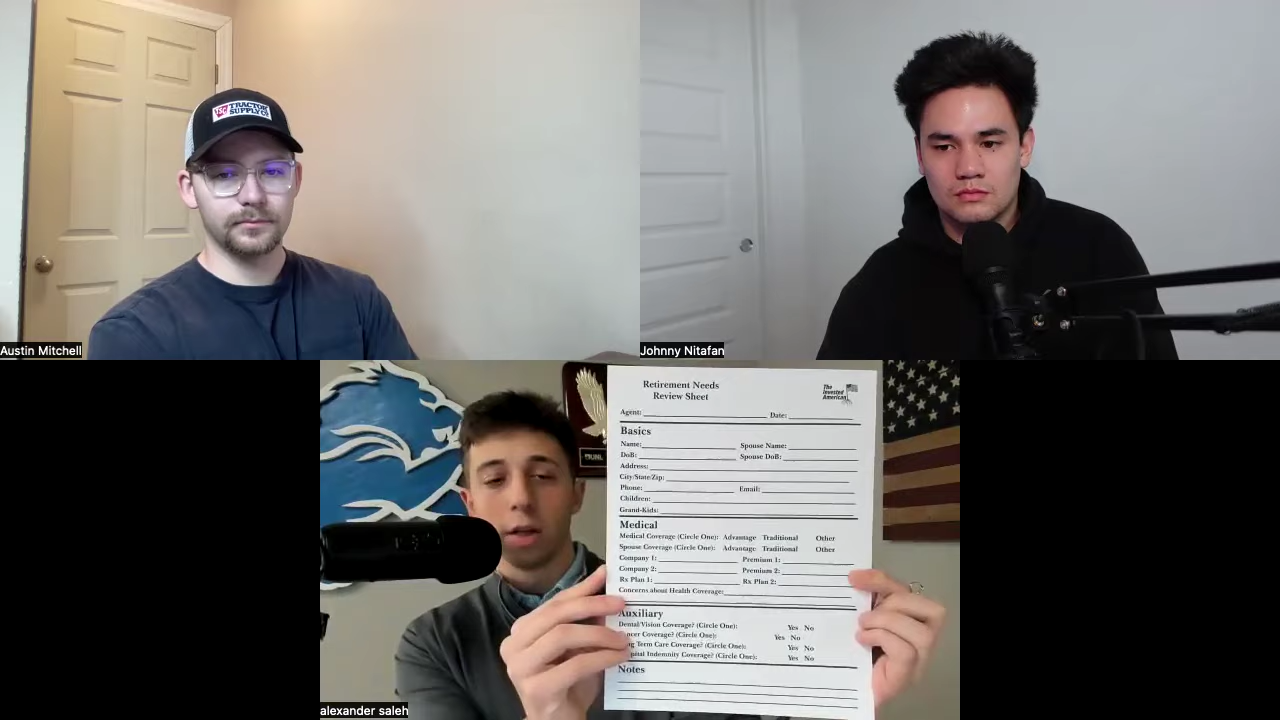 TSC TRACTOR
SUPPLY CO
Austin Mitchell
Johnny Nitafan
Retirement Needs
Review Sheet
The
Invested
American
Agent: Date:
Basics
Name: Spouse Name:
DoB: Spouse DoB:
Address:
City/State/Zip:
Phone: Email:
Children:
Grand-Kids:
Medical
Medical Coverage (Circle One): Advantage Traditional Other
Spouse Coverage (Circle One): Advantage Traditional Other
Company 1: Premium 1:
Company 2: Premium 2:
Rx Plan 1: Rx Plan 2:
Concerns about Health Coverage:
Auxiliary
Dental/Vision Coverage? (Circle One): Yes No
Coverage? (Circle One): Yes No
Term Care Coverage? (Circle One): Yes No
Indemnity Coverage? (Circle One): Yes No
Notes
alexander saleh